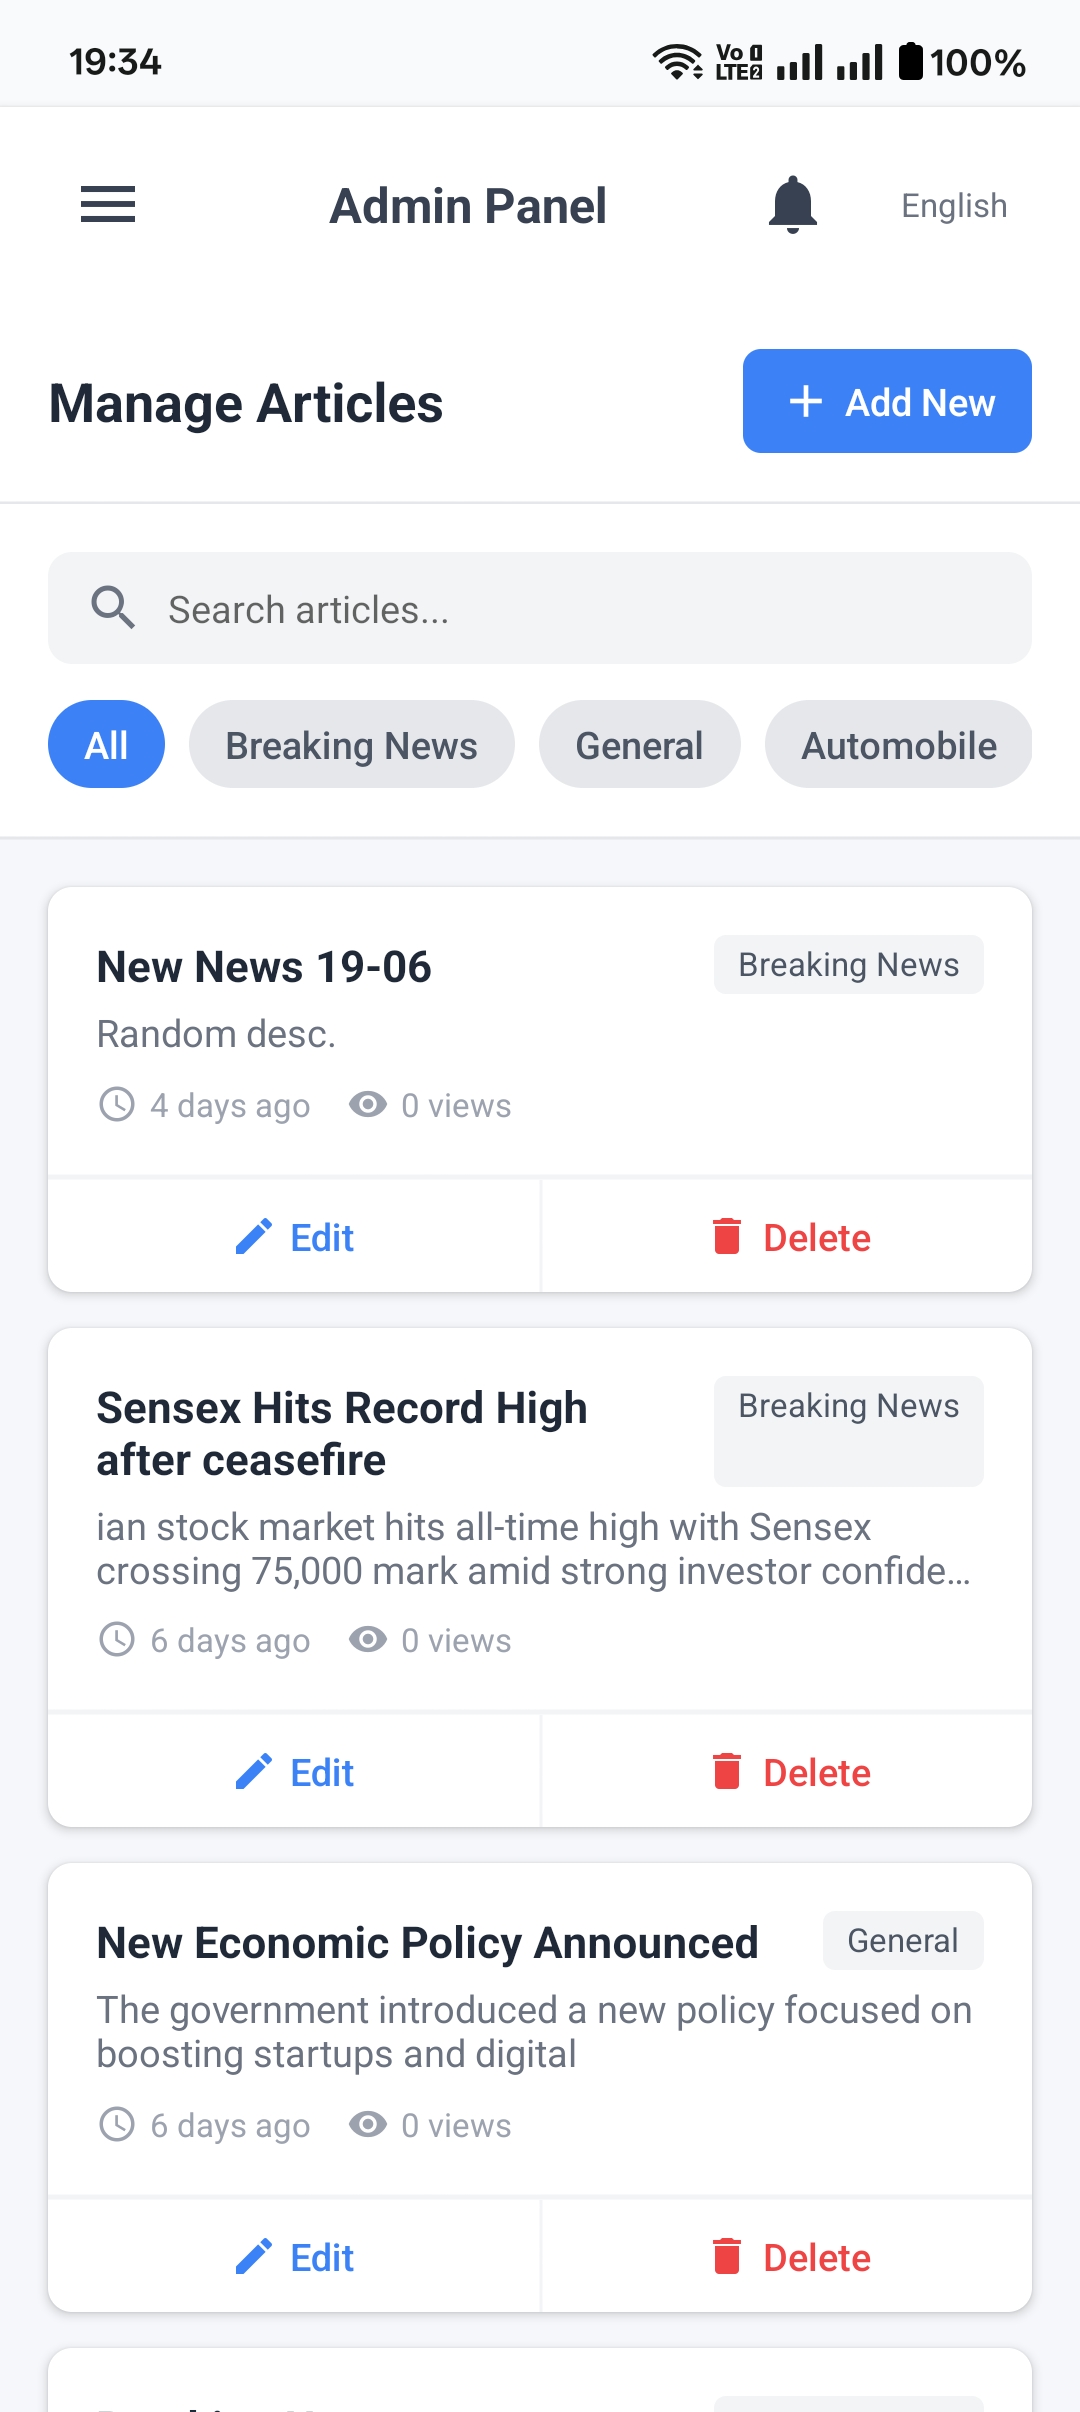 19:34
Vo 1
LTE 2
100%
Admin Panel
English
Manage Articles
Add New
Search articles...
All
Breaking News
General
Automobile
New News 19-06
Breaking News
Random desc.
4 days ago
0 views
Edit
Delete
Sensex Hits Record High
after ceasefire
Breaking News
ian stock market hits all-time high with Sensex
crossing 75,000 mark amid strong investor confide...
6 days ago
0 views
Edit
Delete
New Economic Policy Announced
General
The government introduced a new policy focused on
boosting startups and digital
6 days ago
0 views
Edit
Delete